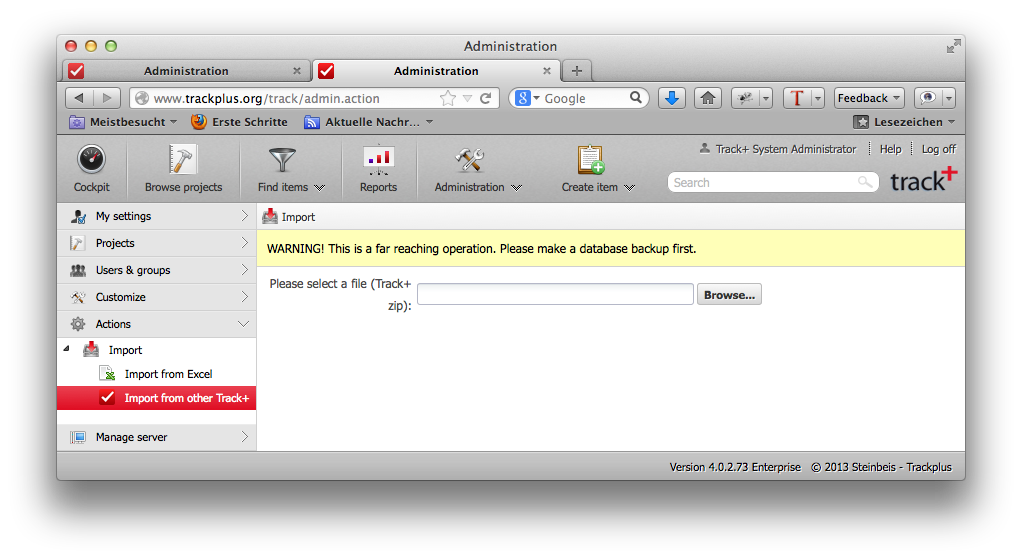 Administration
Administration
Administration
www.trackplus.org/track/admin.action
Google
Feedback
Meistbesucht
Erste Schritte
Aktuelle Nachr...
Lesezeichen
Track+ System Administrator
Help
Log off
Cockpit
Browse projects
Find items
Reports
Administration
Create item
Search
track+
My settings
Import
Projects
WARNING! This is a far reaching operation. Please make a database backup first.
Users & groups
Please select a file (Track+
zip):
Browse...
Customize
Actions
Import
Import from Excel
Import from other Track+
Manage server
Version 4.0.2.73 Enterprise © 2013 Steinbeis - Trackplus